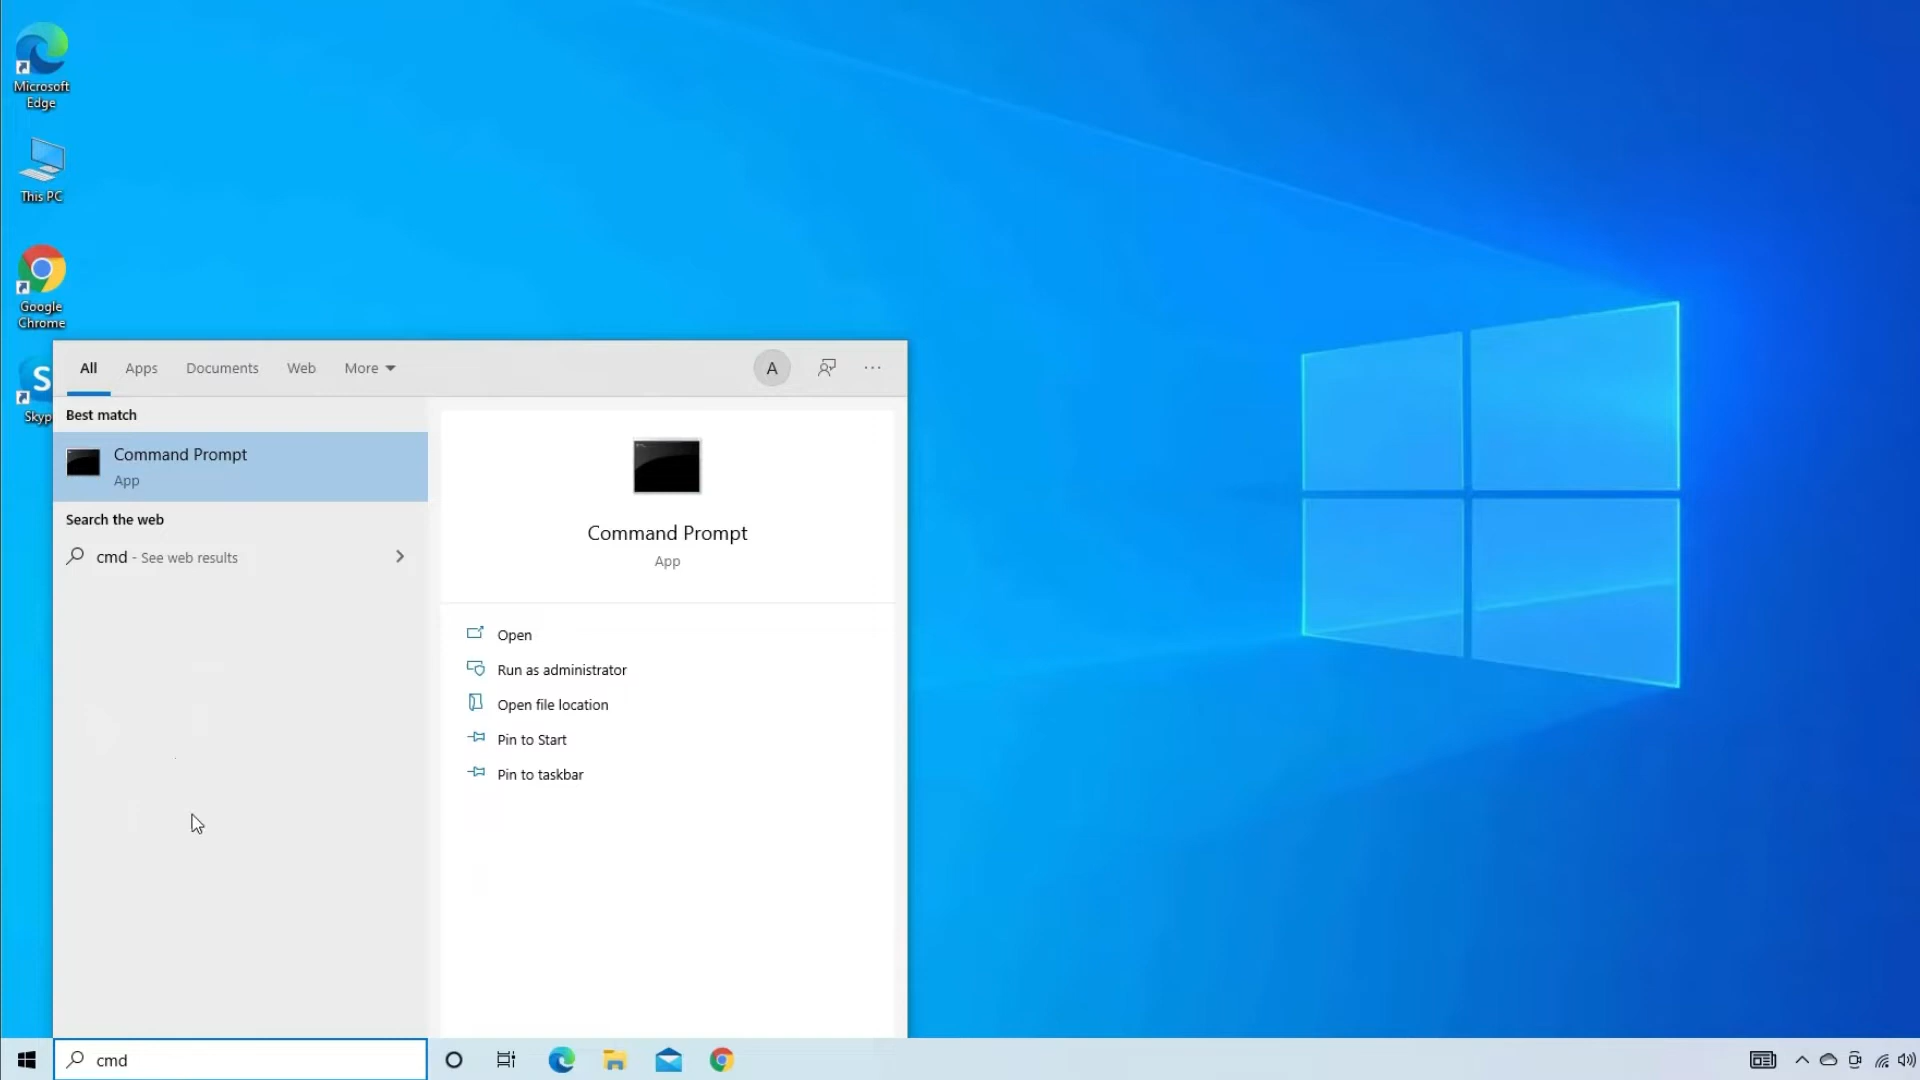 Microsoft
Edge
This PC
Google
Chrome
Skyp
All
Apps
Documents
Web
More
A
Best match
Command Prompt
App
Search the web
cmd - See web results
Command Prompt
App
Open
Run as administrator
Open file location
Pin to Start
Pin to taskbar
cmd